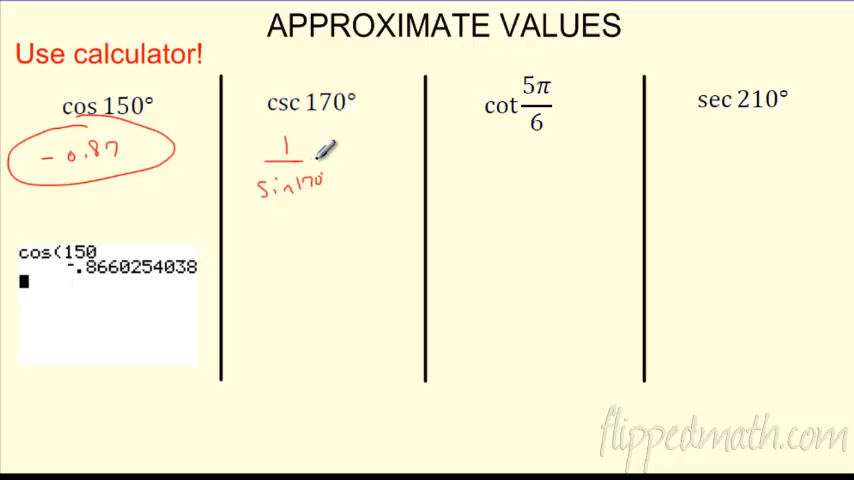 APPROXIMATE VALUES
Use calculator!
cos 150°
- 0.87
cos(150
-.8660254038
csc 170°
1
sin170°
cot 5π/6
sec 210°
flippedmath.com